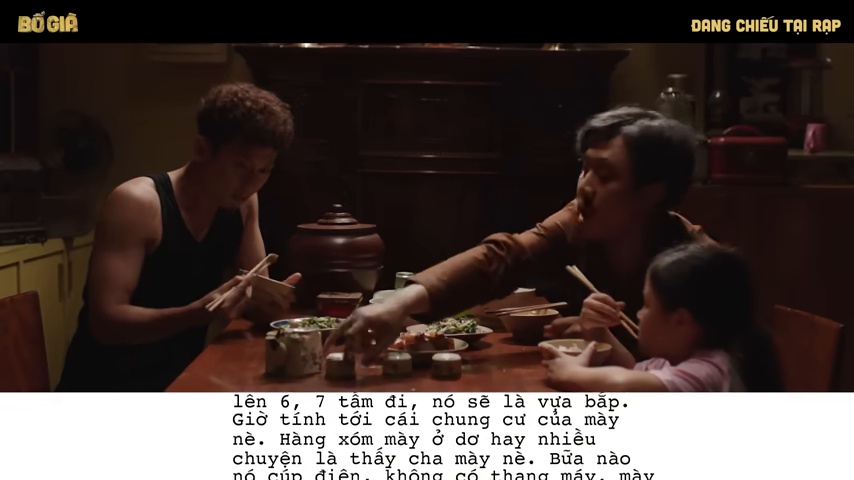 BỐ GIÀ
ĐANG CHIẾU TẠI RẠP
lên 6, 7 tấm đi, nó sẽ là vựa bắp.
Giờ tính tới cái chung cư của mày
nè. Hàng xóm mày ở dơ hay nhiều
chuyện là thấy cha mày nè. Bữa nào
nó cúp điện, không có thang máy, mày